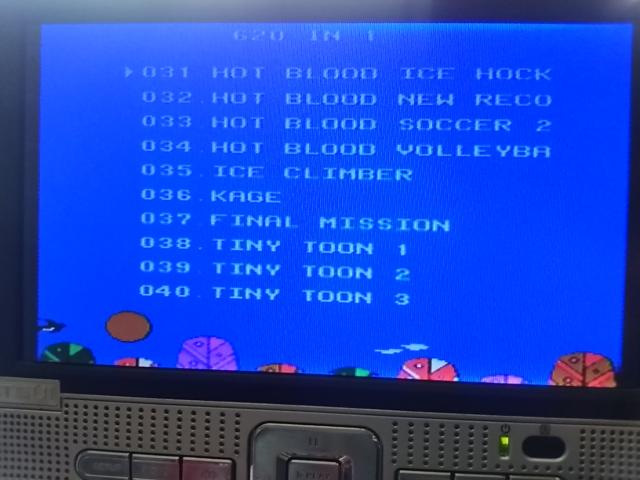 620 IN 1
031 HOT BLOOD ICE HOCK
032.HOT BLOOD NEW RECO
033 HOT BLOOD SOCCER 2
034 HOT BLOOD VOLLEYBA
035.ICE CLIMBER
036.KAGE
037.FINAL MISSION
038.TINY TOON 1
039.TINY TOON 2
040.TINY TOON 3